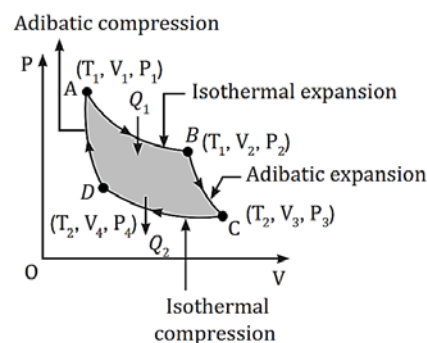 Adibatic compression
P
(T₁, V₁, P₁)
A
Q₁
Isothermal expansion
B
(T₁, V₂, P₂)
Adibatic expansion
D
C
(T₂, V₃, P₃)
(T₂, V₄, P₄)
Q₂
O
V
Isothermal
compression